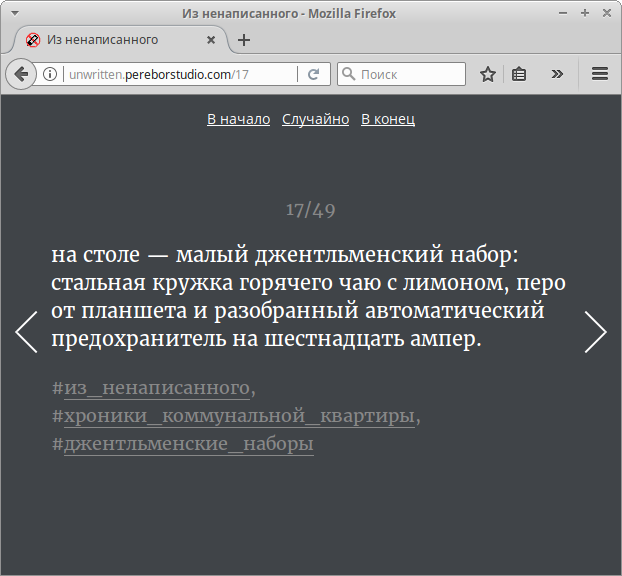 Из ненаписанного - Mozilla Firefox
Из ненаписанного
unwritten.pereborstudio.com/17
Поиск
В начало Случайно В конец
17/49
на столе — малый джентльменский набор:
стальная кружка горячего чаю с лимоном, перо
от планшета и разобранный автоматический
предохранитель на шестнадцать ампер.
#из_ненаписанного,
#хроники_коммунальной_квартиры,
#джентльменские_наборы